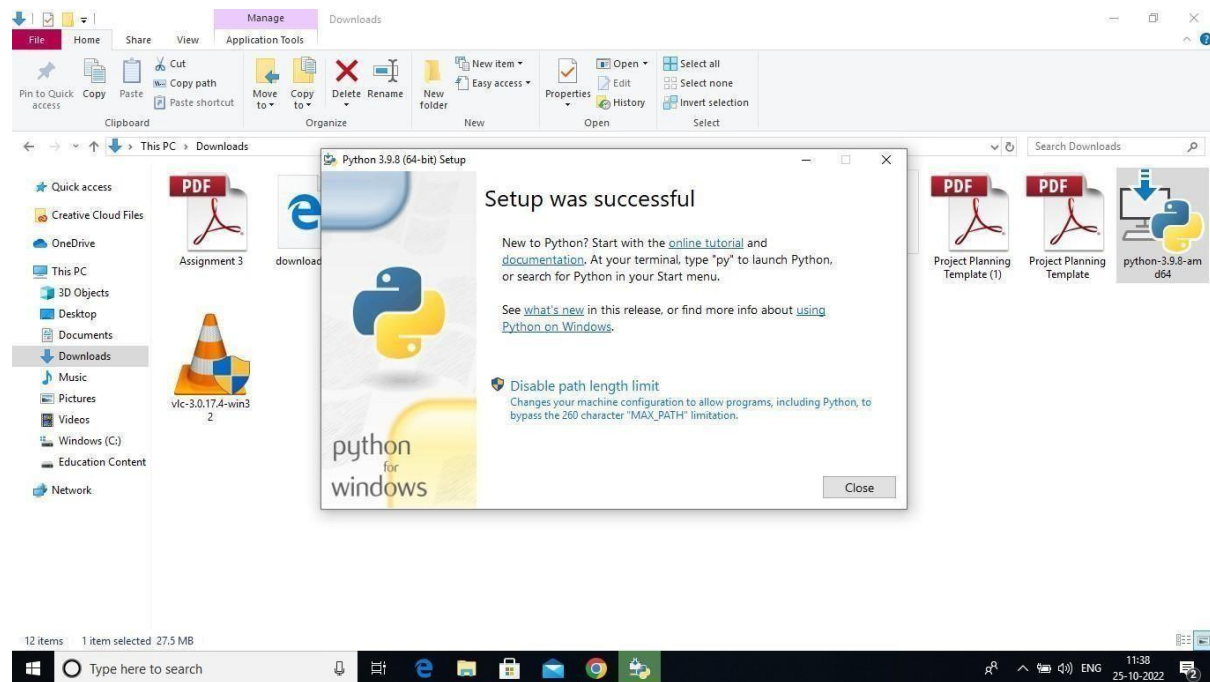 Manage
Downloads
File Home Share View Application Tools
Pin to Quick access
Copy
Paste
Cut
Copy path
Paste shortcut
Clipboard
Move to
Copy to
Delete
Rename
Organize
New folder
New item
Easy access
New
Properties
Open
Edit
History
Open
Select all
Select none
Invert selection
Select
This PC › Downloads
Search Downloads
Quick access
Creative Cloud Files
OneDrive
This PC
3D Objects
Desktop
Documents
Downloads
Music
Pictures
Videos
Windows (C:)
Education Content
Network
PDF
Assignment 3
download
vlc-3.0.17.4-win3
2
Python 3.9.8 (64-bit) Setup
Setup was successful
New to Python? Start with the online tutorial and
documentation. At your terminal, type "py" to launch Python,
or search for Python in your Start menu.
See what's new in this release, or find more info about using
Python on Windows.
Disable path length limit
Changes your machine configuration to allow programs, including Python, to
bypass the 260 character "MAX_PATH" limitation.
python
for
windows
Close
PDF
Project Planning
Template (1)
PDF
Project Planning
Template
python-3.9.8-am
d64
12 items 1 item selected 27.5 MB
Type here to search
ENG
11:38
25-10-2022
2